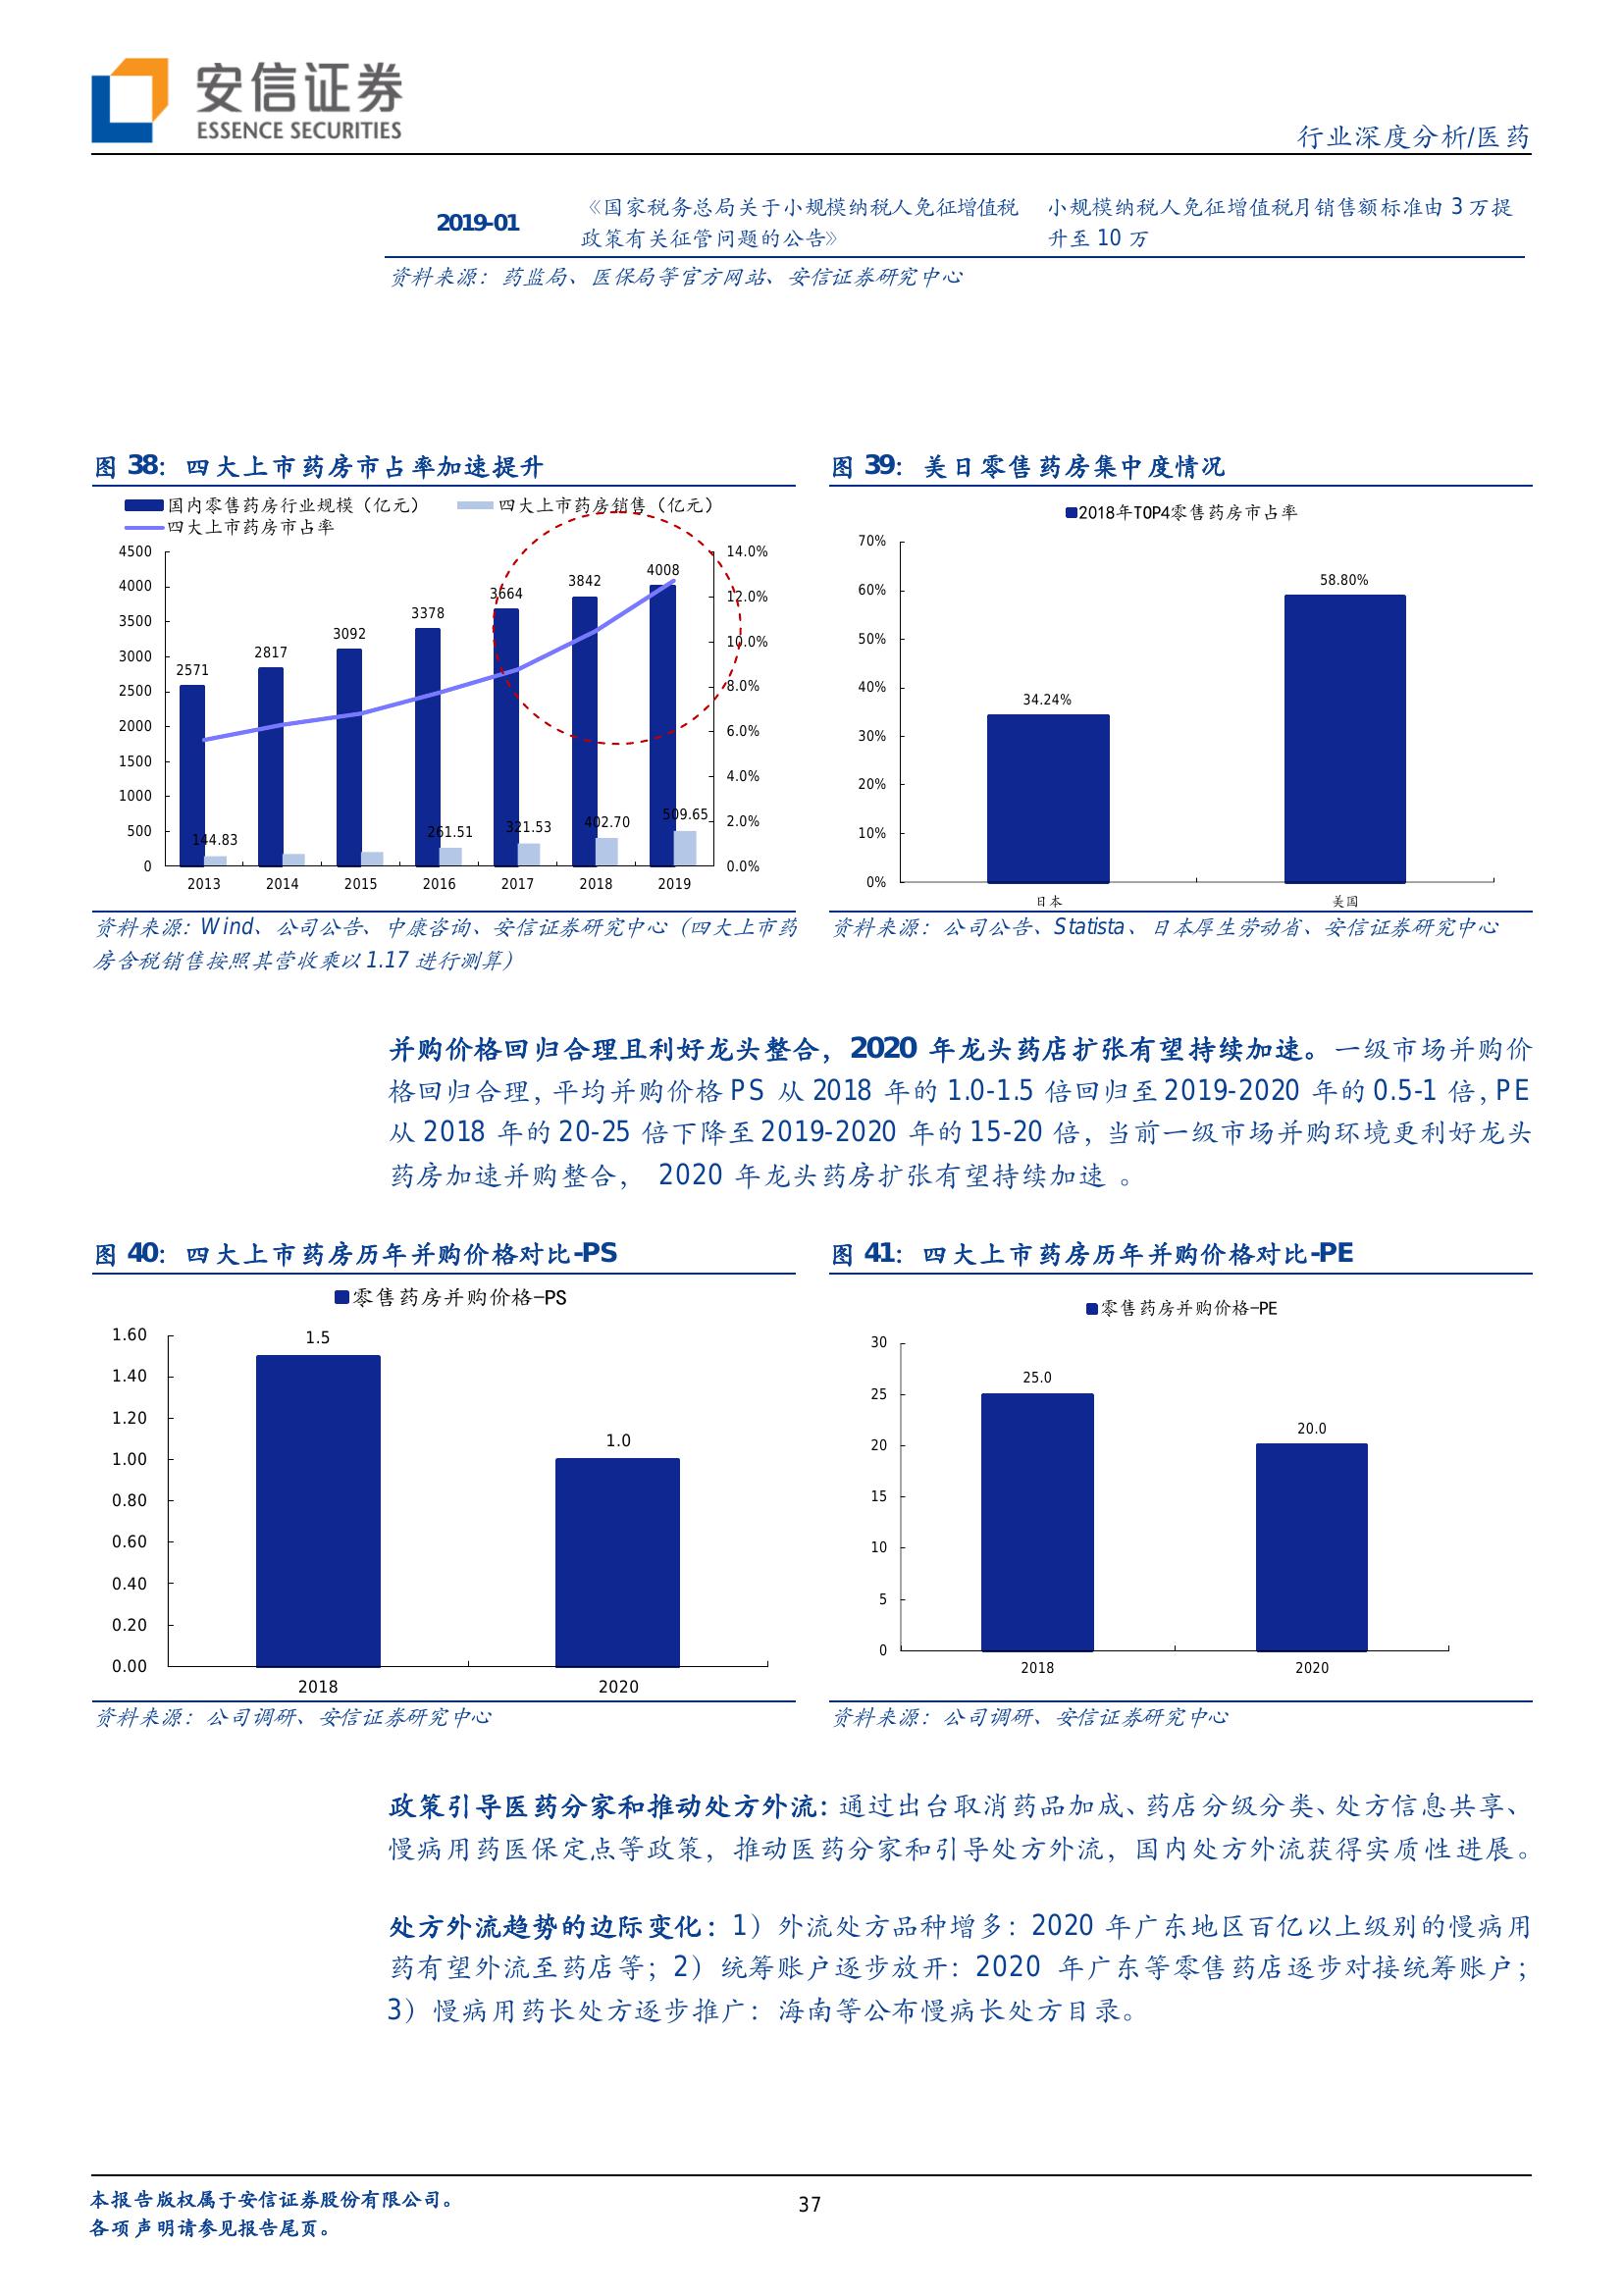 安信证券
ESSENCE SECURITIES
行业深度分析/医药
2019-01
《国家税务总局关于小规模纳税人免征增值税
政策有关征管问题的公告》
小规模纳税人免征增值税月销售额标准由 3 万提
升至 10 万
资料来源：药监局、医保局等官方网站、安信证券研究中心
图 38：四大上市药房市占率加速提升
国内零售药房行业规模（亿元）
四大上市药房销售（亿元）
四大上市药房市占率
4500
4000
3500
3000
2500
2000
1500
1000
500
0
2571
2817
3092
3378
3664
3842
4008
144.83
261.51
321.53
402.70
509.65
14.0%
12.0%
10.0%
8.0%
6.0%
4.0%
2.0%
0.0%
2013 2014 2015 2016 2017 2018 2019
资料来源：Wind、公司公告、中康咨询、安信证券研究中心（四大上市药
房含税销售按照其营收乘以 1.17 进行测算）
图 39：美日零售药房集中度情况
2018年TOP4零售药房市占率
70%
60%
50%
40%
30%
20%
10%
0%
34.24%
58.80%
日本 美国
资料来源：公司公告、Statista、日本厚生劳动省、安信证券研究中心
并购价格回归合理且利好龙头整合，2020 年龙头药店扩张有望持续加速。一级市场并购价
格回归合理，平均并购价格 PS 从 2018 年的 1.0-1.5 倍回归至 2019-2020 年的 0.5-1 倍，PE
从 2018 年的 20-25 倍下降至 2019-2020 年的 15-20 倍，当前一级市场并购环境更利好龙头
药房加速并购整合， 2020 年龙头药房扩张有望持续加速 。
图 40：四大上市药房历年并购价格对比-PS
零售药房并购价格-PS
1.60
1.40
1.20
1.00
0.80
0.60
0.40
0.20
0.00
1.5
1.0
2018 2020
资料来源：公司调研、安信证券研究中心
图 41：四大上市药房历年并购价格对比-PE
零售药房并购价格-PE
30
25
20
15
10
5
0
25.0
20.0
2018 2020
资料来源：公司调研、安信证券研究中心
政策引导医药分家和推动处方外流：通过出台取消药品加成、药店分级分类、处方信息共享、
慢病用药医保定点等政策，推动医药分家和引导处方外流，国内处方外流获得实质性进展。
处方外流趋势的边际变化：1）外流处方品种增多：2020 年广东地区百亿以上级别的慢病用
药有望外流至药店等；2）统筹账户逐步放开：2020 年广东等零售药店逐步对接统筹账户；
3）慢病用药长处方逐步推广：海南等公布慢病长处方目录。
本报告版权属于安信证券股份有限公司。
各项声明请参见报告尾页。
37